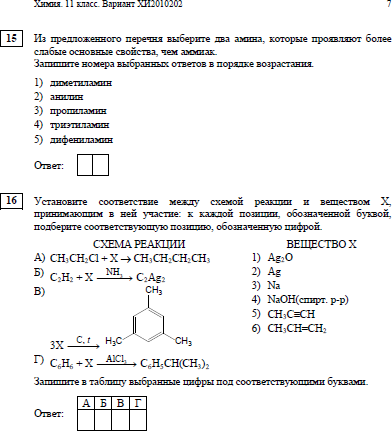 Химия. 11 класс. Вариант ХИ2010202 7
15 Из предложенного перечня выберите два амина, которые проявляют более
слабые основные свойства, чем аммиак.
Запишите номера выбранных ответов в порядке возрастания.
1) диметиламин
2) анилин
3) пропиламин
4) триэтиламин
5) дифениламин
Ответ:
16 Установите соответствие между схемой реакции и веществом X,
принимающим в ней участие: к каждой позиции, обозначенной буквой,
подберите соответствующую позицию, обозначенную цифрой.
СХЕМА РЕАКЦИИ ВЕЩЕСТВО X
А) CH₃CH₂Cl + X → CH₃CH₂CH₂CH₃ 1) Ag₂O
Б) C₂H₂ + X NH₃ → C₂Ag₂ 2) Ag
В) CH₃ 3) Na
4) NaOH(спирт. р-р)
5) CH₃C≡CH
6) CH₃CH=CH₂
3X C, t → H₃C CH₃
Г) C₆H₆ + X AlCl₃ → C₆H₅CH(CH₃)₂
Запишите в таблицу выбранные цифры под соответствующими буквами.
Ответ: А Б В Г